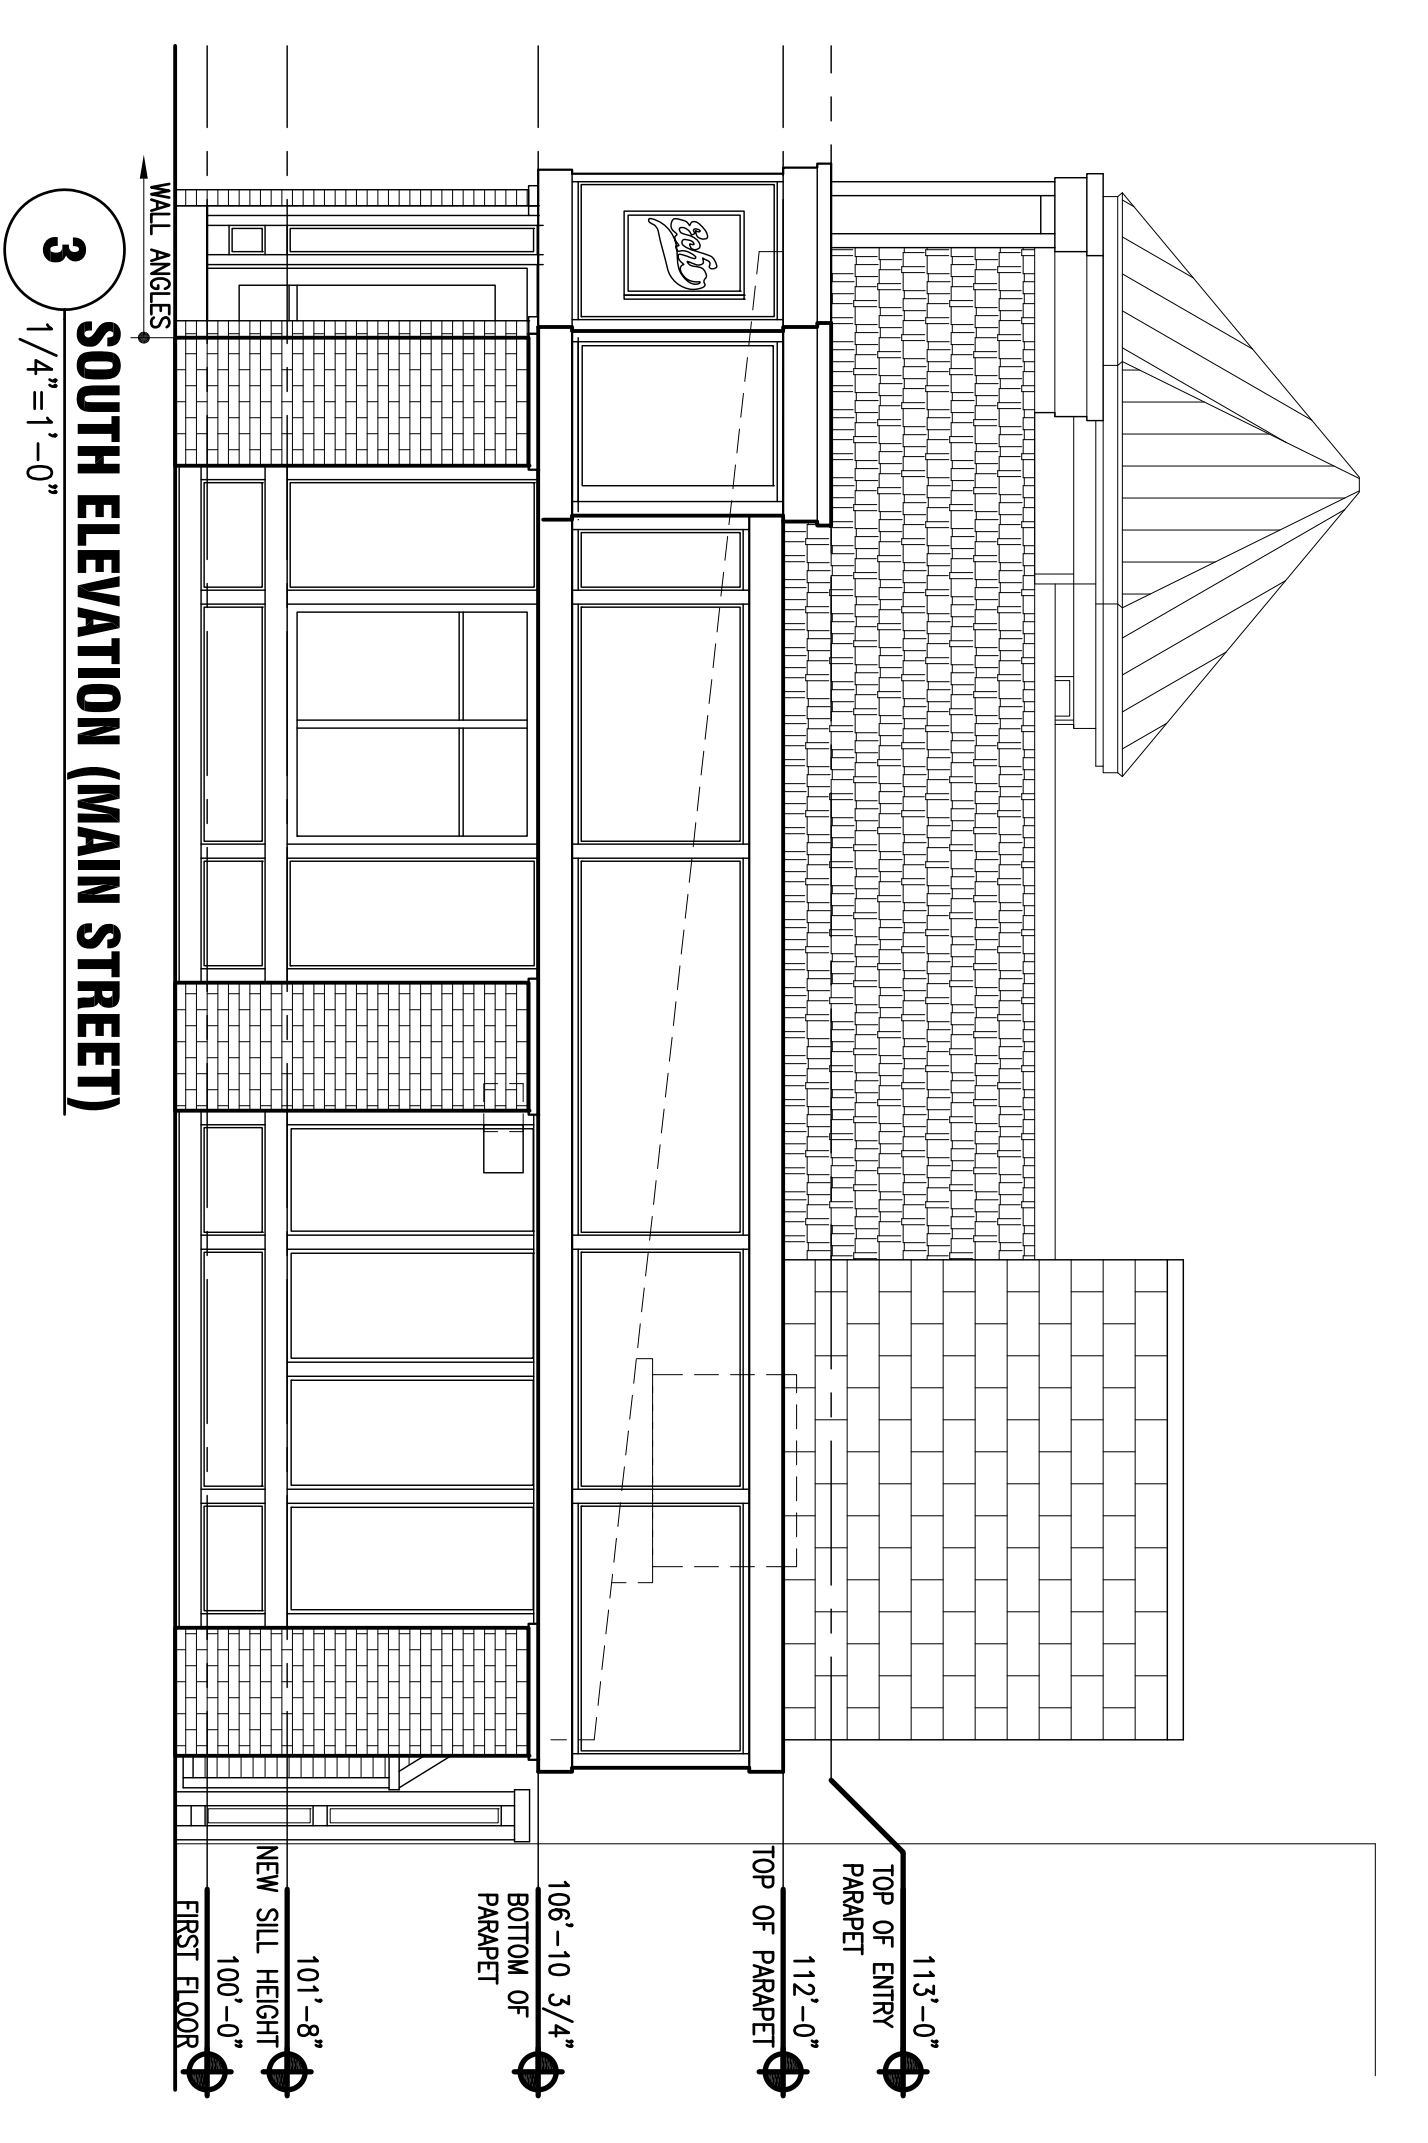 Echo
113'-0"
TOP OF ENTRY
PARAPET
112'-0"
TOP OF PARAPET
106'-10 3/4"
BOTTOM OF
PARAPET
101'-8"
NEW SILL HEIGHT
100'-0"
FIRST FLOOR
WALL ANGLES
3
SOUTH ELEVATION (MAIN STREET)
1/4"=1'-0"